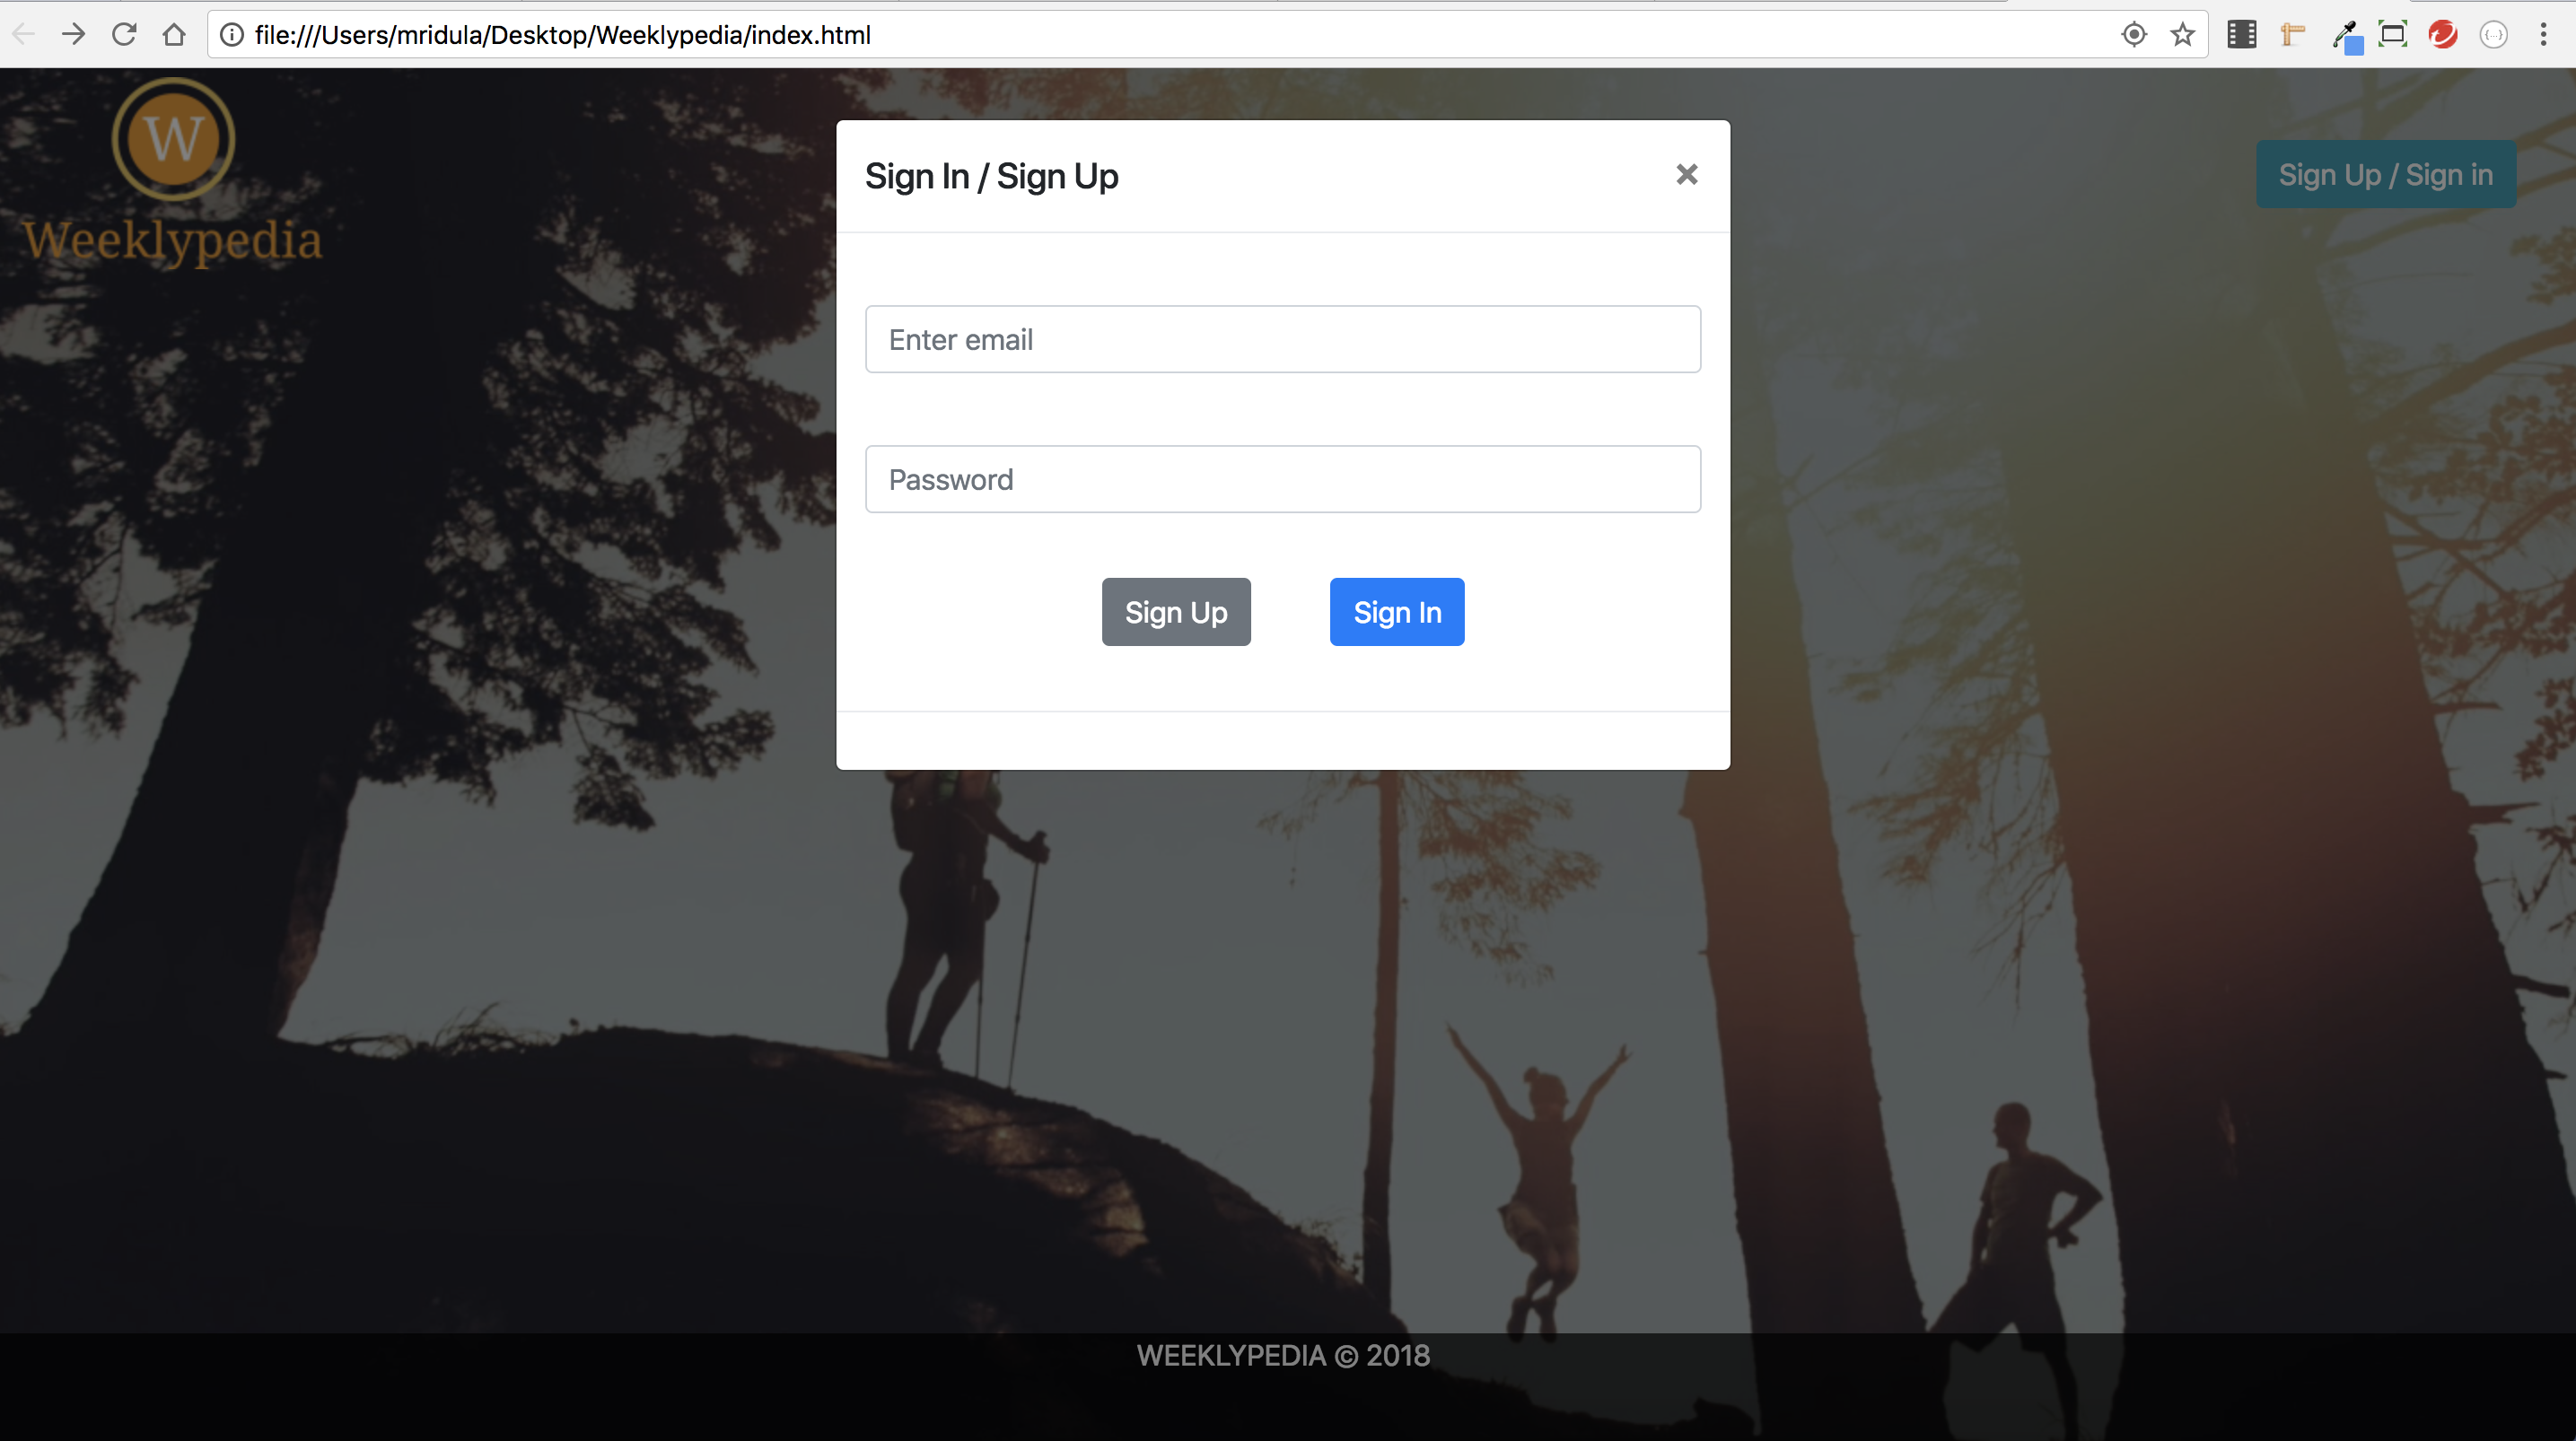 file:///Users/mridula/Desktop/Weeklypedia/index.html
W
Weeklypedia
Sign Up / Sign in
Sign In / Sign Up
×
Enter email
Password
Sign Up
Sign In
WEEKLYPEDIA © 2018